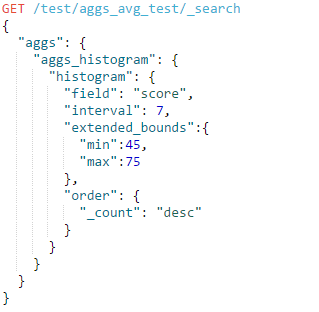 GET /test/aggs_avg_test/_search
{
  "aggs": {
    "aggs_histogram": {
      "histogram": {
        "field": "score",
        "interval": 7,
        "extended_bounds":{
          "min":45,
          "max":75
        },
        "order": {
          "_count": "desc"
        }
      }
    }
  }
}